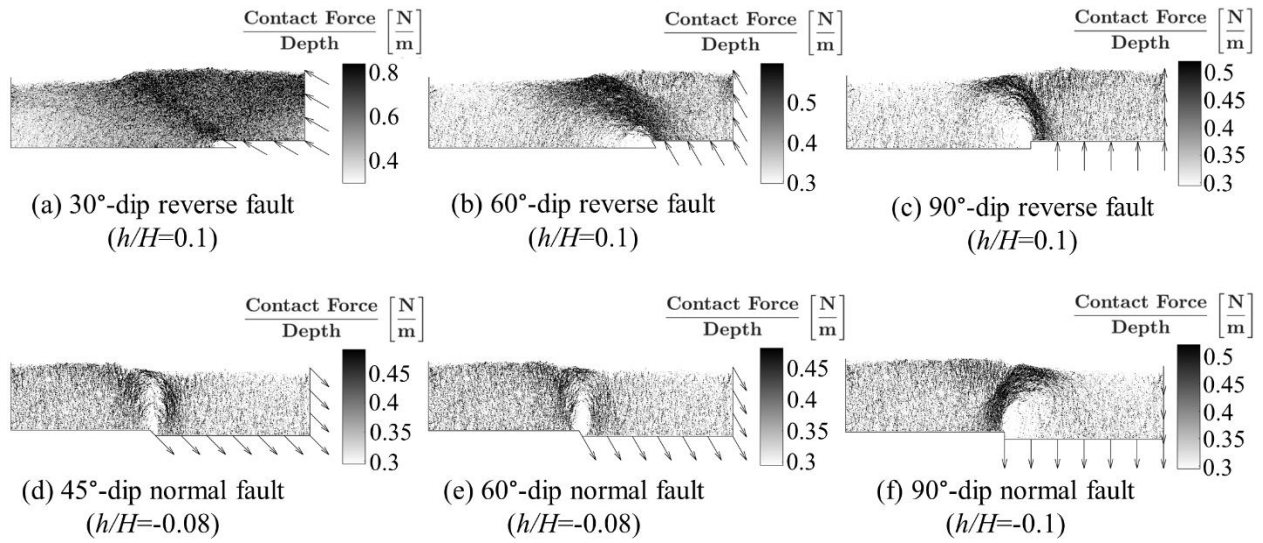 Contact Force
Depth
[N/m]
0.8
0.6
0.4
(a) 30°-dip reverse fault
(h/H=0.1)
Contact Force
Depth
[N/m]
0.5
0.4
0.3
(b) 60°-dip reverse fault
(h/H=0.1)
Contact Force
Depth
[N/m]
0.5
0.45
0.4
0.35
0.3
(c) 90°-dip reverse fault
(h/H=0.1)
Contact Force
Depth
[N/m]
0.45
0.4
0.35
0.3
(d) 45°-dip normal fault
(h/H=-0.08)
Contact Force
Depth
[N/m]
0.45
0.4
0.35
0.3
(e) 60°-dip normal fault
(h/H=-0.08)
Contact Force
Depth
[N/m]
0.5
0.45
0.4
0.35
0.3
(f) 90°-dip normal fault
(h/H=-0.1)